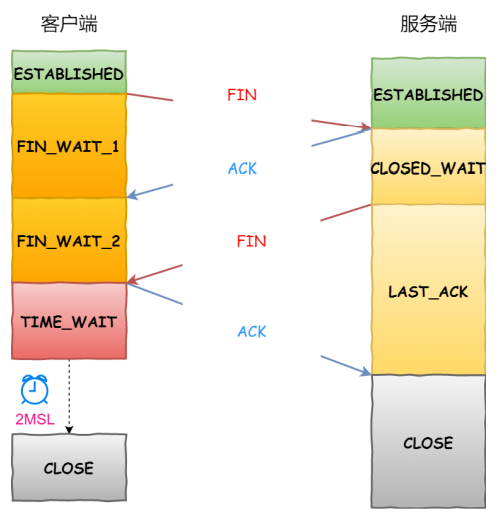 客户端
服务端
ESTABLISHED
FIN
ESTABLISHED
FIN_WAIT_1
ACK
CLOSED_WAIT
FIN_WAIT_2
FIN
LAST_ACK
TIME_WAIT
ACK
2MSL
CLOSE
CLOSE